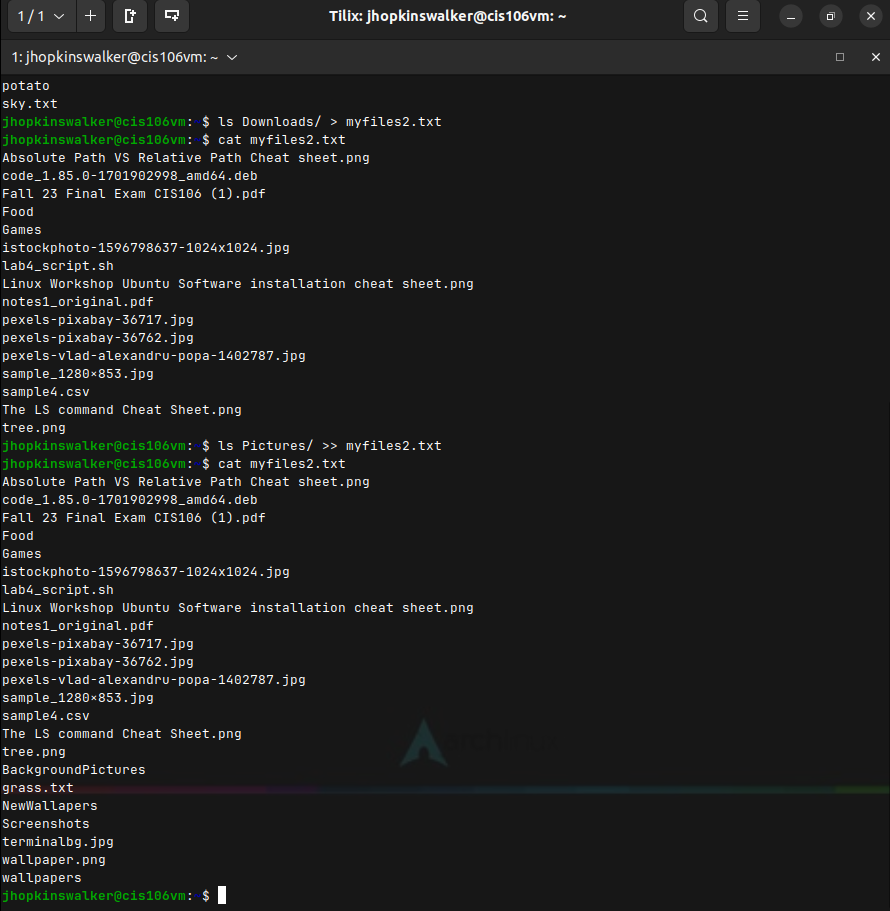 1 / 1
Tilix: jhopkinswalker@cis106vm: ~
1: jhopkinswalker@cis106vm: ~
potato
sky.txt
jhopkinswalker@cis106vm: $ ls Downloads/ > myfiles2.txt
jhopkinswalker@cis106vm: $ cat myfiles2.txt
Absolute Path VS Relative Path Cheat sheet.png
code_1.85.0-1701902998_amd64.deb
Fall 23 Final Exam CIS106 (1).pdf
Food
Games
istockphoto-1596798637-1024x1024.jpg
lab4_script.sh
Linux Workshop Ubuntu Software installation cheat sheet.png
notes1_original.pdf
pexels-pixabay-36717.jpg
pexels-pixabay-36762.jpg
pexels-vlad-alexandru-popa-1402787.jpg
sample_1280×853.jpg
sample4.csv
The LS command Cheat Sheet.png
tree.png
jhopkinswalker@cis106vm: $ ls Pictures/ >> myfiles2.txt
jhopkinswalker@cis106vm: $ cat myfiles2.txt
Absolute Path VS Relative Path Cheat sheet.png
code_1.85.0-1701902998_amd64.deb
Fall 23 Final Exam CIS106 (1).pdf
Food
Games
istockphoto-1596798637-1024x1024.jpg
lab4_script.sh
Linux Workshop Ubuntu Software installation cheat sheet.png
notes1_original.pdf
pexels-pixabay-36717.jpg
pexels-pixabay-36762.jpg
pexels-vlad-alexandru-popa-1402787.jpg
sample_1280×853.jpg
sample4.csv
The LS command Cheat Sheet.png
tree.png
BackgroundPictures
grass.txt
NewWallapers
Screenshots
terminalbg.jpg
wallpaper.png
wallpapers
jhopkinswalker@cis106vm: $